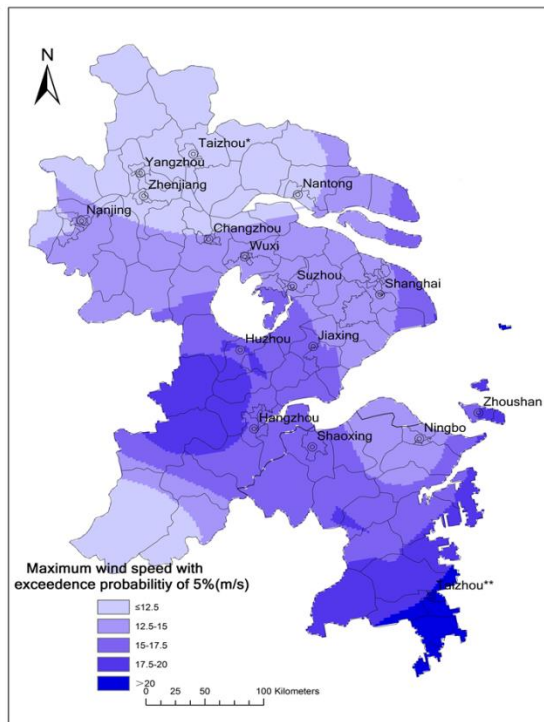 N
Taizhou*
Yangzhou
Zhenjiang
Nantong
Nanjing
Changzhou
Wuxi
Suzhou
Shanghai
Huzhou
Jiaxing
Zhoushan
Hangzhou
Shaoxing
Ningbo
Taizhou**
Maximum wind speed with
exceedence probabilitiy of 5%(m/s)
≤12.5
12.5-15
15-17.5
17.5-20
>20
0 25 50 100 Kilometers